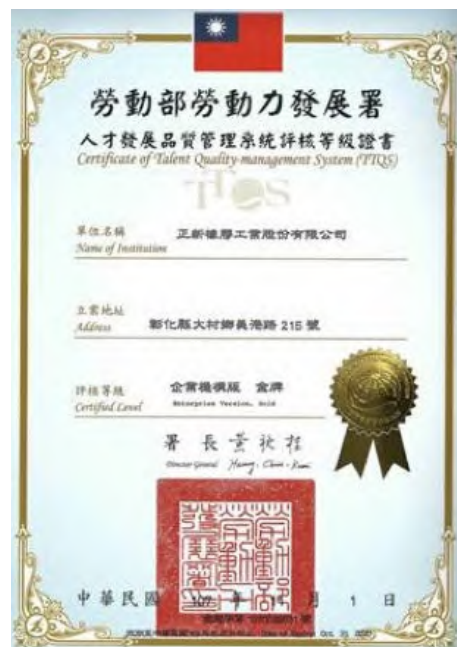 勞動部勞動力發展署
人才發展品質管理系統評核等級證書
Certificate of Talent Quality-management System (TTQS)
TTQS
單位名稱 正新橡膠工業股份有限公司
Name of Institution
立案地址 彰化縣大村鄉美港路 215 號
Address
評核等級 企業機構版 金牌
Certified Level Enterprise Version, Gold
署長 黃秋桂
Director General
中華民國 107 年 月 1 日